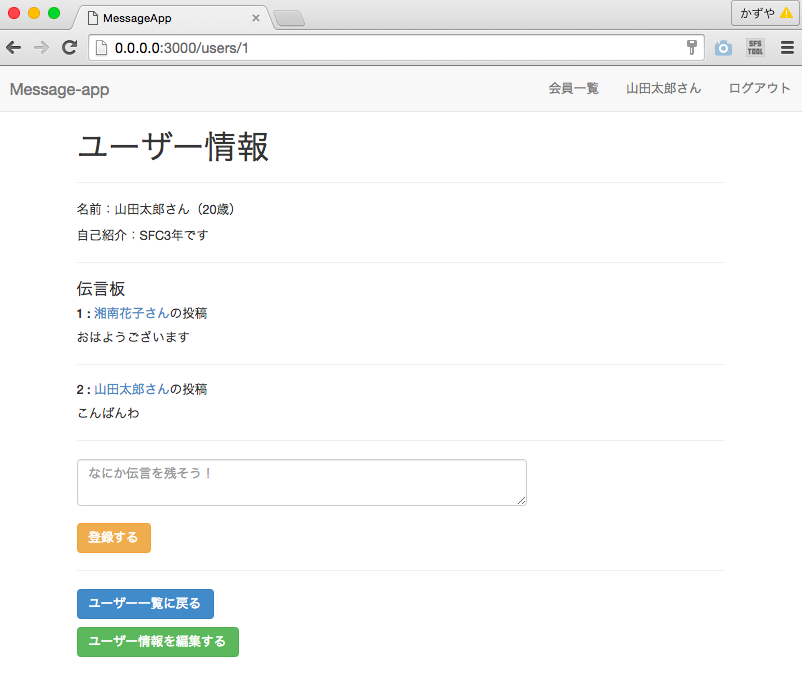 MessageApp
かずや
0.0.0.0:3000/users/1
SFS TOOL
Message-app 会員一覧 山田太郎さん ログアウト
ユーザー情報
名前：山田太郎さん（20歳）
自己紹介：SFC3年です
伝言板
1 : 湘南花子さんの投稿
おはようございます
2 : 山田太郎さんの投稿
こんばんわ
なにか伝言を残そう！
登録する
ユーザー一覧に戻る
ユーザー情報を編集する